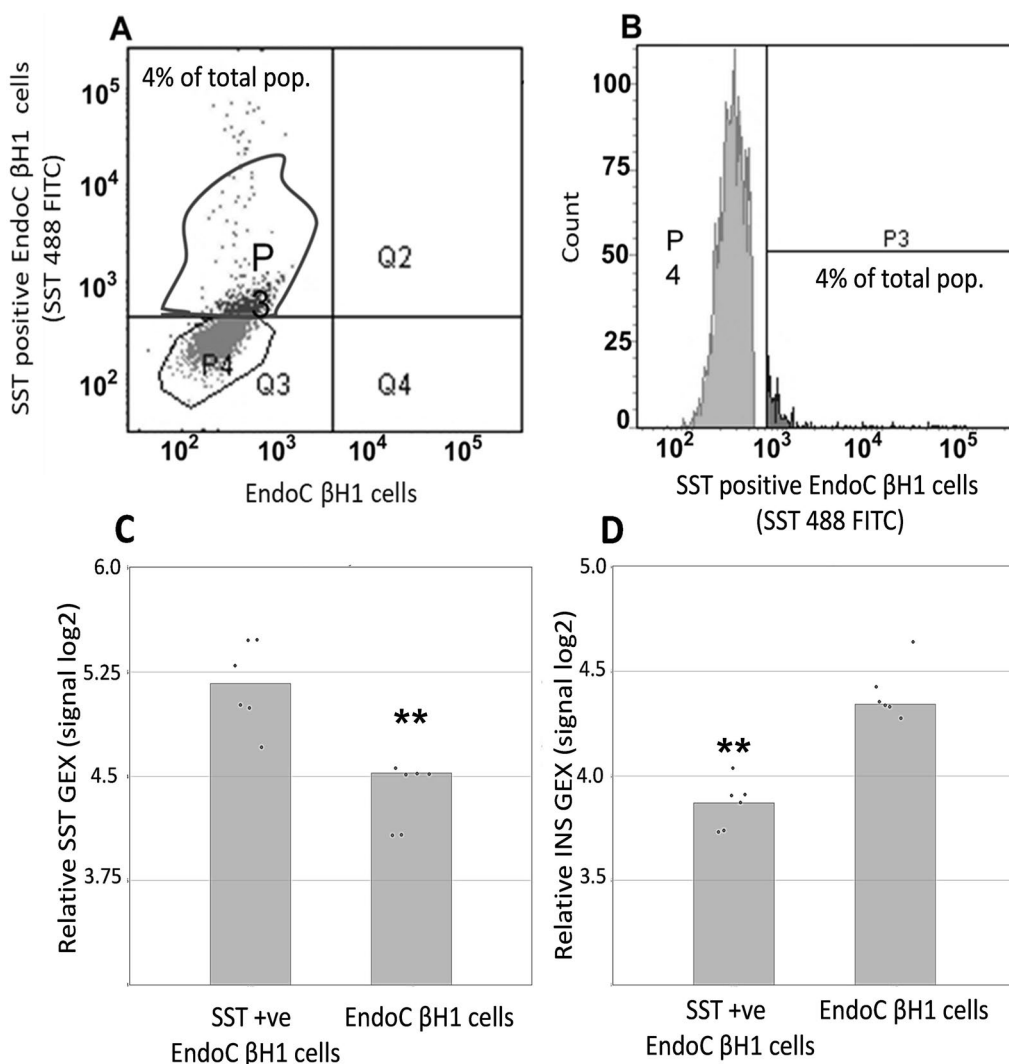 A
SST positive EndoC βH1 cells
(SST 488 FITC)
4% of total pop.
10⁵
10⁴
10³
10²
P
3
P4
Q2
Q3
Q4
10² 10³ 10⁴ 10⁵
EndoC βH1 cells
B
Count
100
75
50
25
0
P
4
P3
4% of total pop.
10² 10³ 10⁴ 10⁵
SST positive EndoC βH1 cells
(SST 488 FITC)
C
Relative SST GEX (signal log2)
6.0
5.25
4.5
3.75
**
SST +ve
EndoC βH1 cells
EndoC βH1 cells
D
Relative INS GEX (signal log2)
5.0
4.5
4.0
3.5
**
SST +ve
EndoC βH1 cells
EndoC βH1 cells